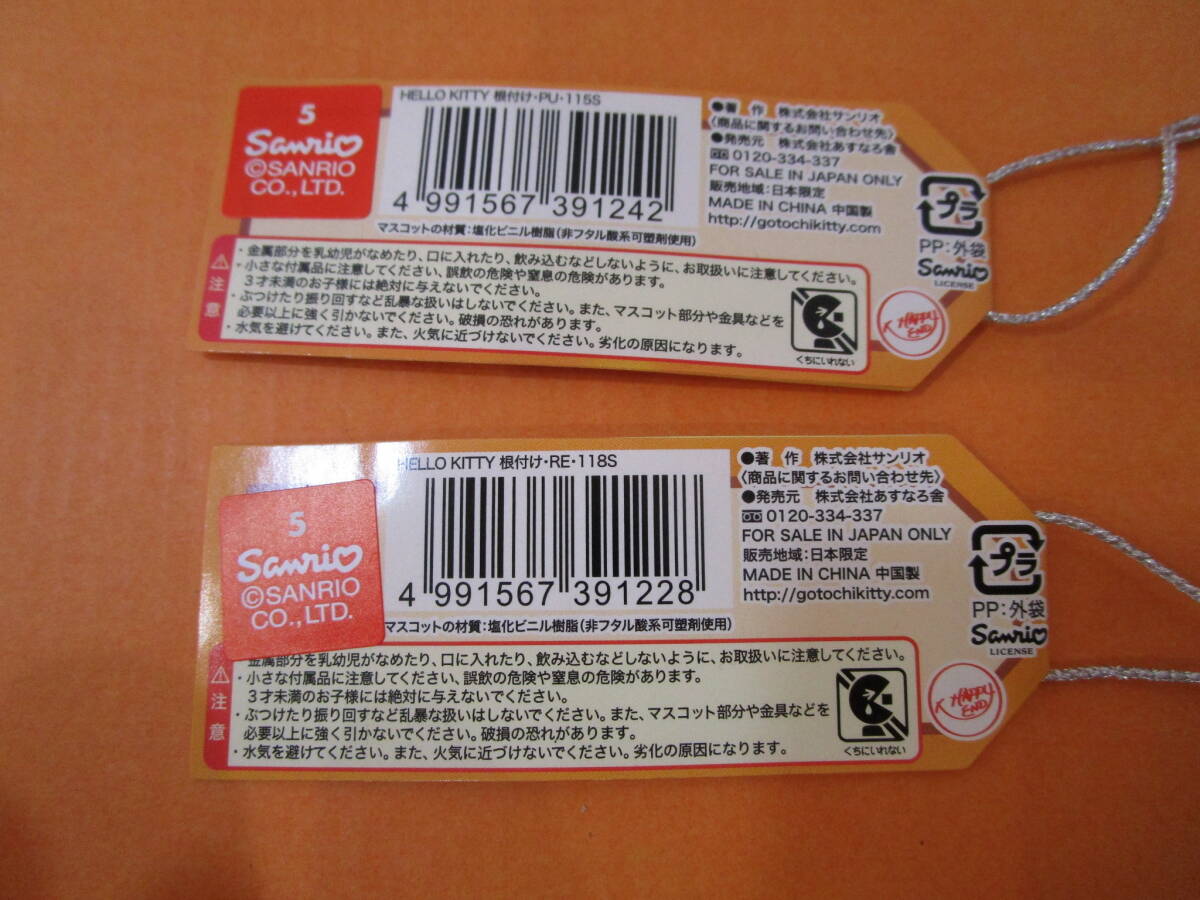 5
Sanrio
©SANRIO
CO., LTD.
HELLO KITTY 根付け・PU・115S
4 991567 391242
マスコットの材質：塩化ビニル樹脂（非フタル酸系可塑剤使用）
●著 作 株式会社サンリオ
〈商品に関するお問い合わせ先〉
●発売元 株式会社あすなろ舎
0120-334-337
FOR SALE IN JAPAN ONLY
販売地域：日本限定
MADE IN CHINA 中国製
http://gotochikitty.com
プラ
PP：外袋
Sanrio
LICENSE
注意
・金属部分を乳幼児がなめたり、口に入れたり、飲み込むなどしないように、お取扱いに注意してください。
・小さな付属品に注意してください、誤飲の危険や窒息の危険があります。
３才未満のお子様には絶対に与えないでください。
・ぶつけたり振り回すなど乱暴な扱いはしないでください。また、マスコット部分や金具などを
必要以上に強く引かないでください。破損の恐れがあります。
・水気を避けてください。また、火気に近づけないでください。劣化の原因になります。
くちにいれない
HAPPY
END
5
Sanrio
©SANRIO
CO., LTD.
HELLO KITTY 根付け・RE・118S
4 991567 391228
マスコットの材質：塩化ビニル樹脂（非フタル酸系可塑剤使用）
●著 作 株式会社サンリオ
〈商品に関するお問い合わせ先〉
●発売元 株式会社あすなろ舎
0120-334-337
FOR SALE IN JAPAN ONLY
販売地域：日本限定
MADE IN CHINA 中国製
http://gotochikitty.com
プラ
PP：外袋
Sanrio
LICENSE
注意
金属部分を乳幼児がなめたり、口に入れたり、飲み込むなどしないように、お取扱いに注意してください。
・小さな付属品に注意してください、誤飲の危険や窒息の危険があります。
３才未満のお子様には絶対に与えないでください。
・ぶつけたり振り回すなど乱暴な扱いはしないでください。また、マスコット部分や金具などを
必要以上に強く引かないでください。破損の恐れがあります。
・水気を避けてください。また、火気に近づけないでください。劣化の原因になります。
くちにいれない
HAPPY
END